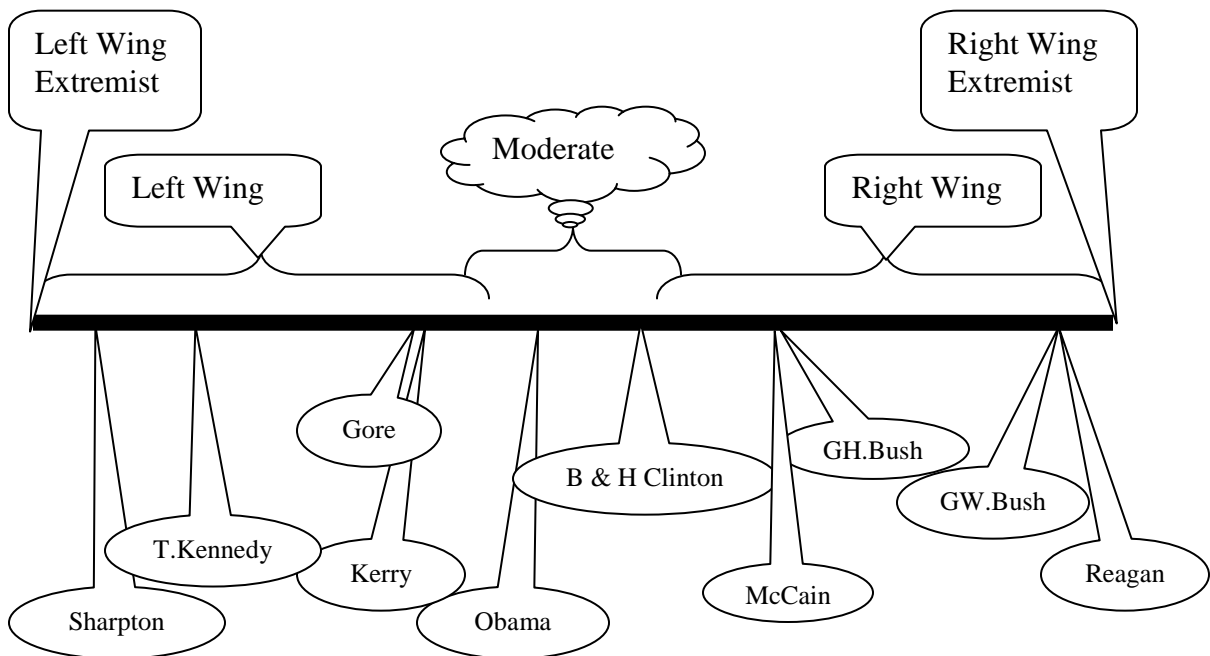 Left Wing
Extremist
Right Wing
Extremist
Moderate
Left Wing
Right Wing
Gore
GH.Bush
B & H Clinton
GW.Bush
T.Kennedy
Kerry
Reagan
McCain
Sharpton
Obama